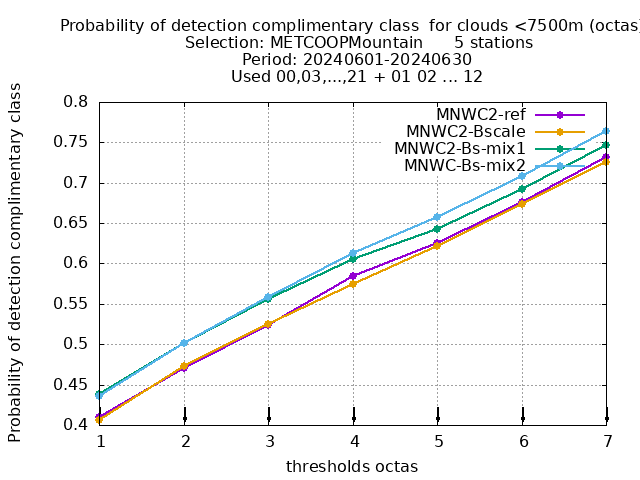 Probability of detection complimentary class  for clouds <7500m (octas)
Selection: METCOOPMountain      5 stations
Period: 20240601-20240630
Used 00,03,...,21 + 01 02 ... 12
Probability of detection complimentary class
0.8
0.75
0.7
0.65
0.6
0.55
0.5
0.45
0.4
MNWC2-ref
MNWC2-Bscale
MNWC2-Bs-mix1
MNWC-Bs-mix2
1 2 3 4 5 6 7
thresholds octas